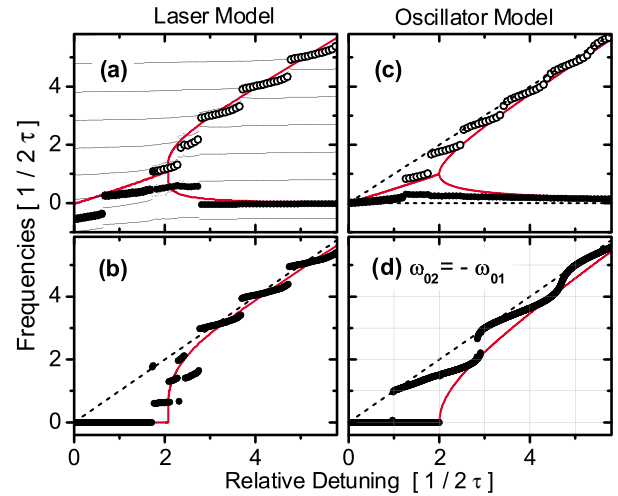 Laser Model Oscillator Model
(a) (c)
4
2
0
(b) (d) ω02 = - ω01
4
2
0
0 2 4 0 2 4
Frequencies [ 1 / 2 τ ]
Relative Detuning [ 1 / 2 τ ]